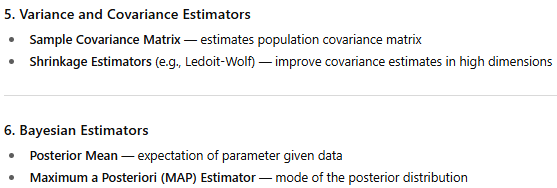 5. Variance and Covariance Estimators
• Sample Covariance Matrix — estimates population covariance matrix
• Shrinkage Estimators (e.g., Ledoit-Wolf) — improve covariance estimates in high dimensions
6. Bayesian Estimators
• Posterior Mean — expectation of parameter given data
• Maximum a Posteriori (MAP) Estimator — mode of the posterior distribution